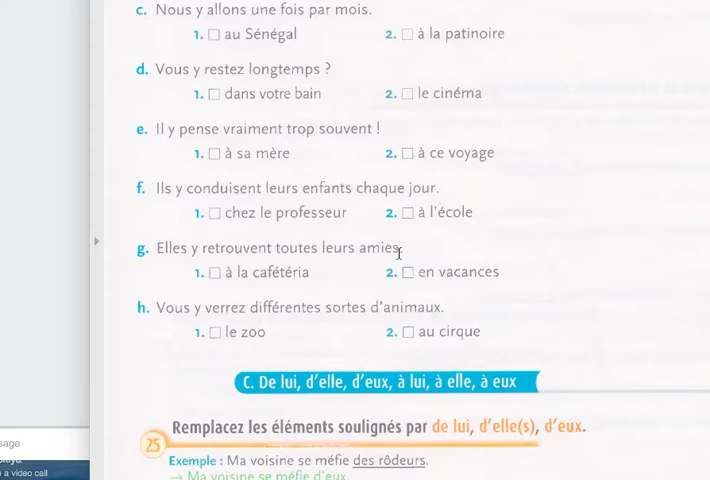 c. Nous y allons une fois par mois.
1. ☐ au Sénégal 2. ☐ à la patinoire
d. Vous y restez longtemps ?
1. ☐ dans votre bain 2. ☐ le cinéma
e. Il y pense vraiment trop souvent !
1. ☐ à sa mère 2. ☐ à ce voyage
f. Ils y conduisent leurs enfants chaque jour.
1. ☐ chez le professeur 2. ☐ à l'école
g. Elles y retrouvent toutes leurs amies.
1. ☐ à la cafétéria 2. ☐ en vacances
h. Vous y verrez différentes sortes d'animaux.
1. ☐ le zoo 2. ☐ au cirque
C. De lui, d'elle, d'eux, à lui, à elle, à eux
Remplacez les éléments soulignés par de lui, d'elle(s), d'eux.
25
sage
Exemple : Ma voisine se méfie des rôdeurs.
a video call
→ Ma voisine se méfie d'eux.